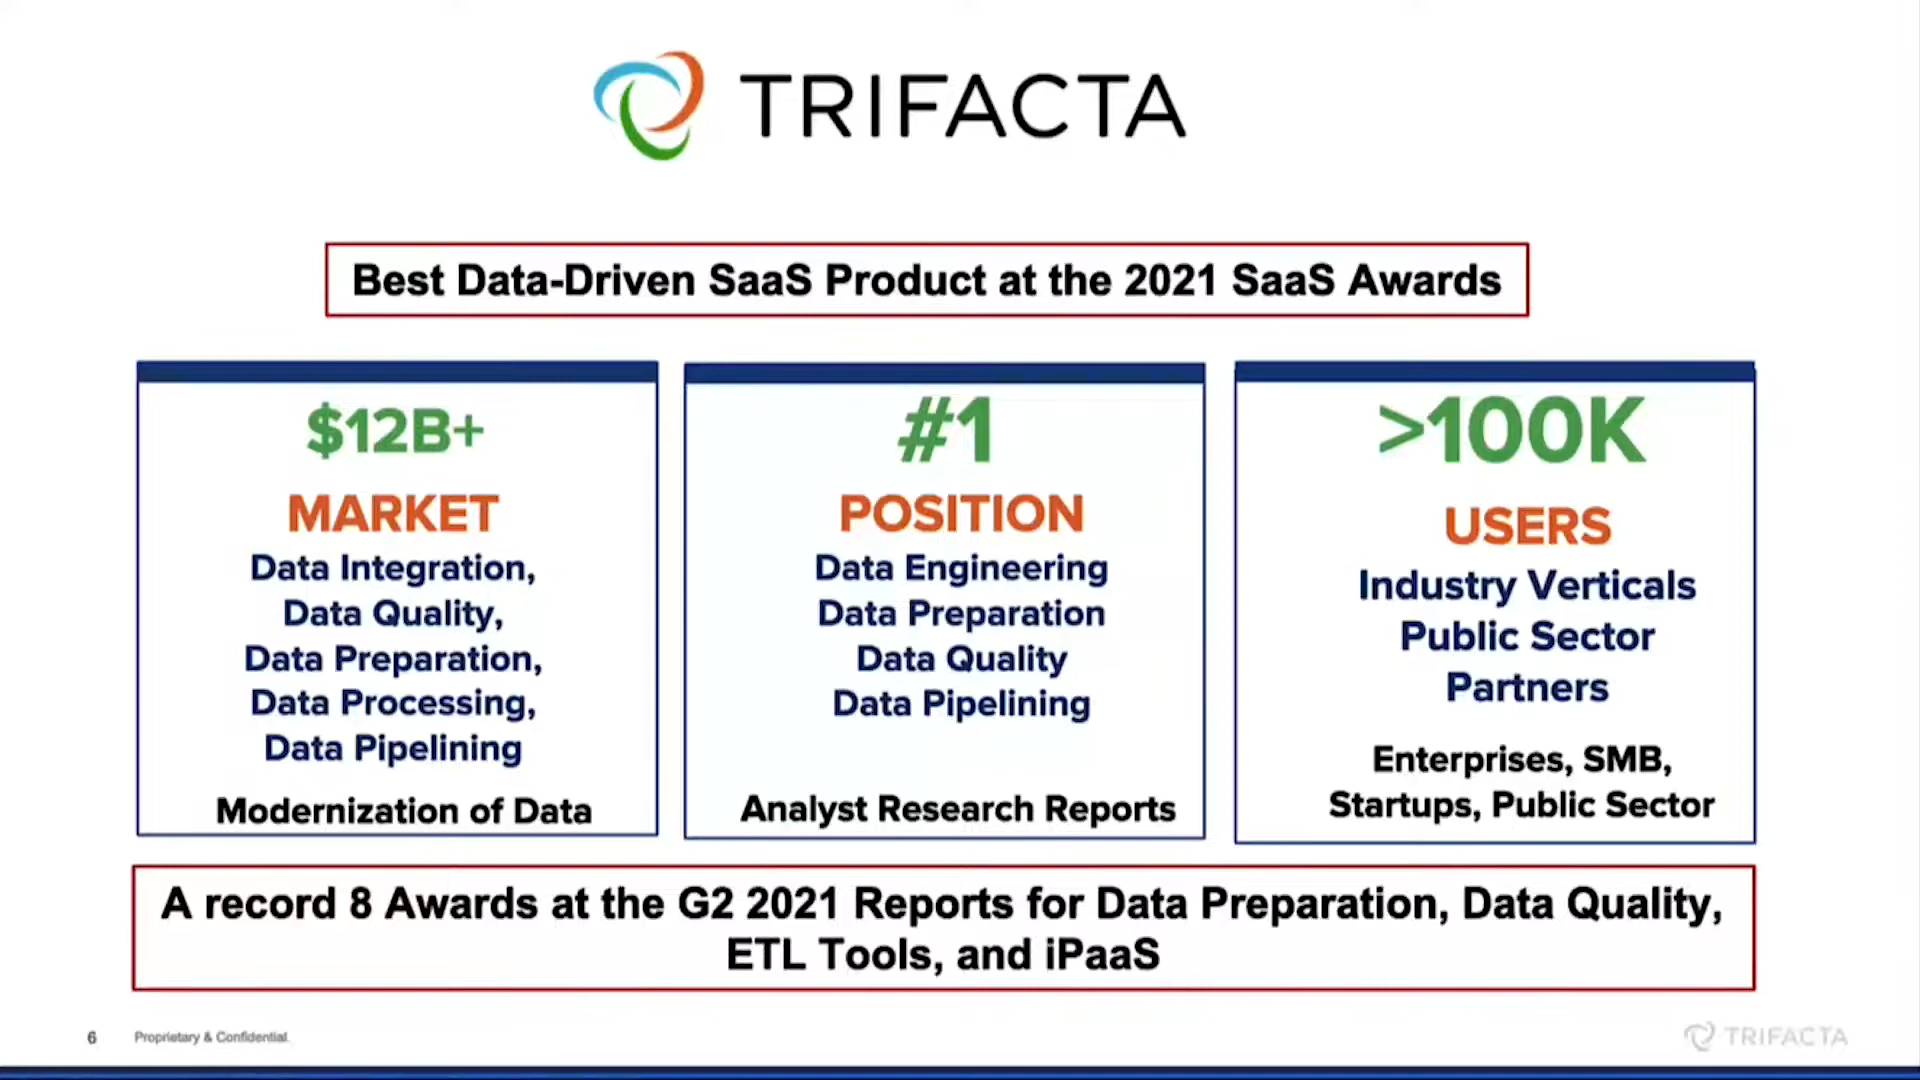 TRIFACTA
Best Data-Driven SaaS Product at the 2021 SaaS Awards
$12B+
MARKET
Data Integration,
Data Quality,
Data Preparation,
Data Processing,
Data Pipelining
Modernization of Data
#1
POSITION
Data Engineering
Data Preparation
Data Quality
Data Pipelining
Analyst Research Reports
>100K
USERS
Industry Verticals
Public Sector
Partners
Enterprises, SMB,
Startups, Public Sector
A record 8 Awards at the G2 2021 Reports for Data Preparation, Data Quality,
ETL Tools, and iPaaS
6
Proprietary & Confidential.
TRIFACTA